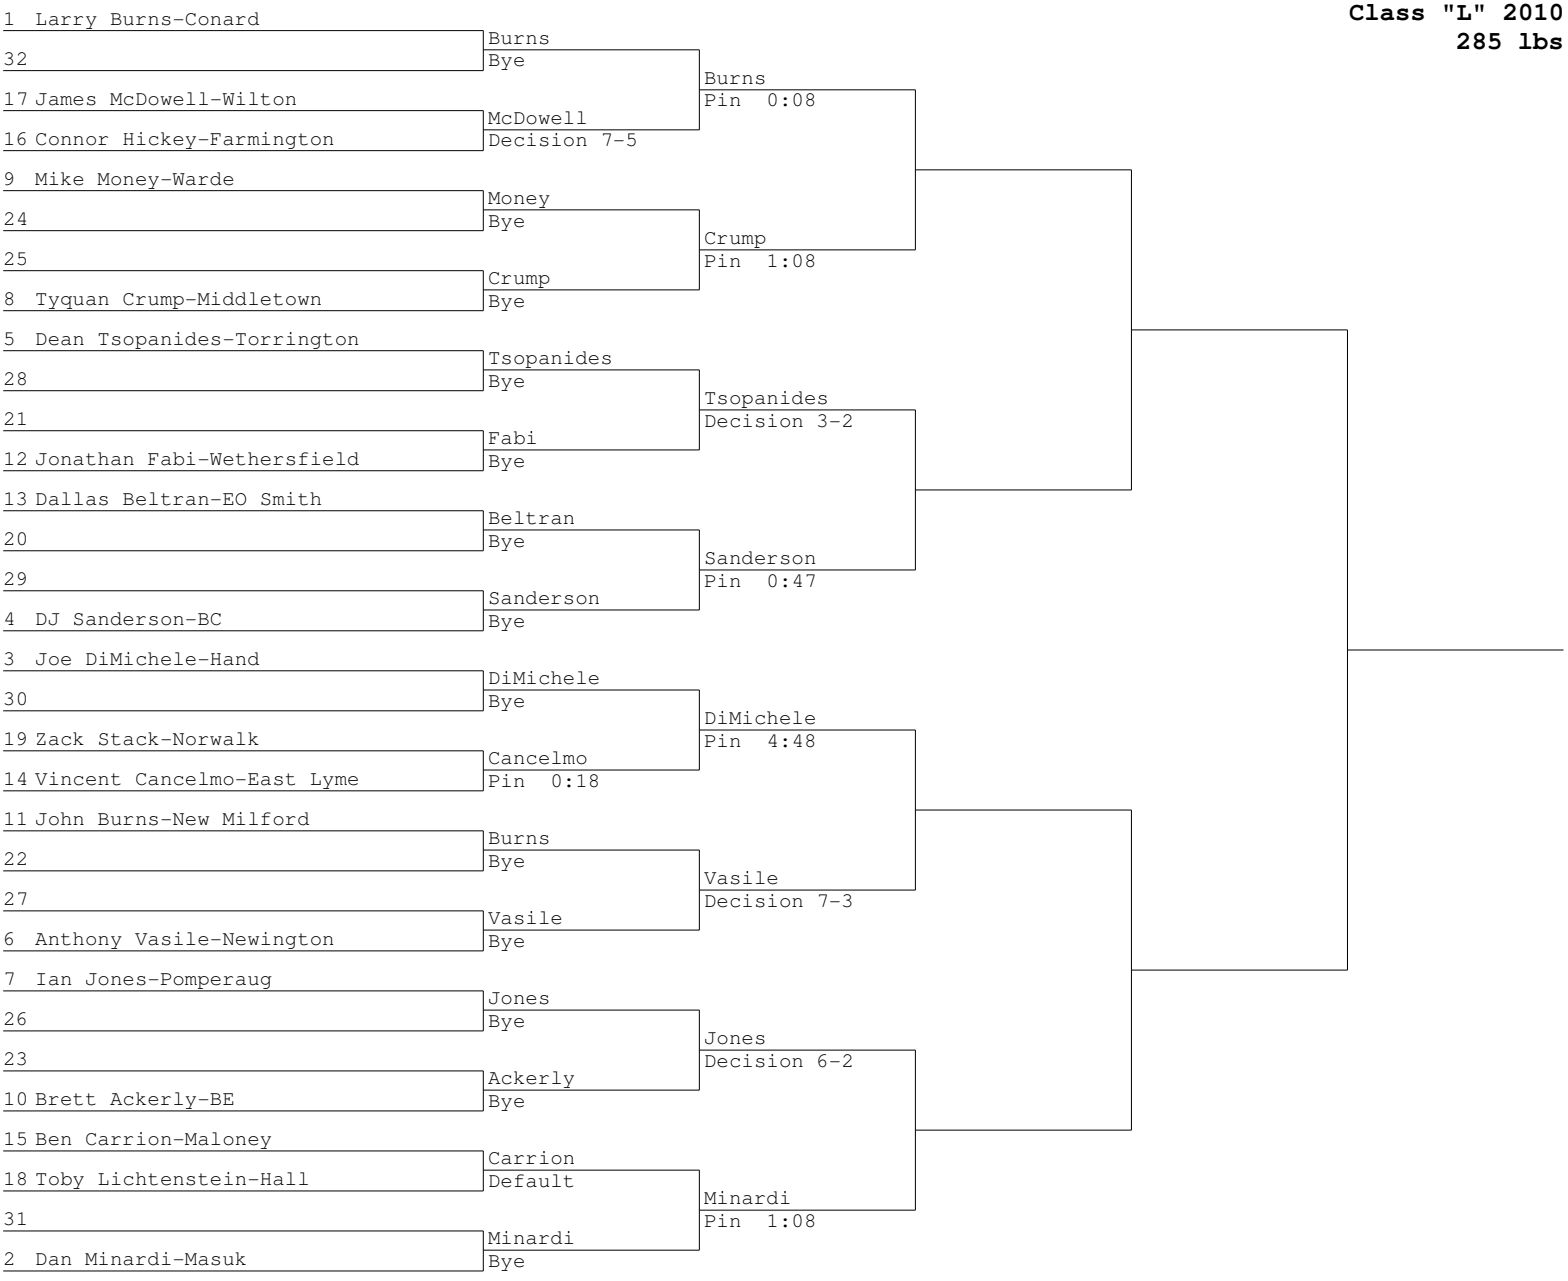 Class "L" 2010
285 lbs
1 Larry Burns-Conard
32
17 James McDowell-Wilton
16 Connor Hickey-Farmington
9 Mike Money-Warde
24
25
8 Tyquan Crump-Middletown
5 Dean Tsopanides-Torrington
28
21
12 Jonathan Fabi-Wethersfield
13 Dallas Beltran-EO Smith
20
29
4 DJ Sanderson-BC
3 Joe DiMichele-Hand
30
19 Zack Stack-Norwalk
14 Vincent Cancelmo-East Lyme
11 John Burns-New Milford
22
27
6 Anthony Vasile-Newington
7 Ian Jones-Pomperaug
26
23
10 Brett Ackerly-BE
15 Ben Carrion-Maloney
18 Toby Lichtenstein-Hall
31
2 Dan Minardi-Masuk
Burns
Bye
McDowell
Decision 7-5
Money
Bye
Crump
Bye
Tsopanides
Bye
Fabi
Bye
Beltran
Bye
Sanderson
Bye
DiMichele
Bye
Cancelmo
Pin 0:18
Burns
Bye
Vasile
Bye
Jones
Bye
Ackerly
Bye
Carrion
Default
Minardi
Bye
Burns
Pin 0:08
Crump
Pin 1:08
Tsopanides
Decision 3-2
Sanderson
Pin 0:47
DiMichele
Pin 4:48
Vasile
Decision 7-3
Jones
Decision 6-2
Minardi
Pin 1:08